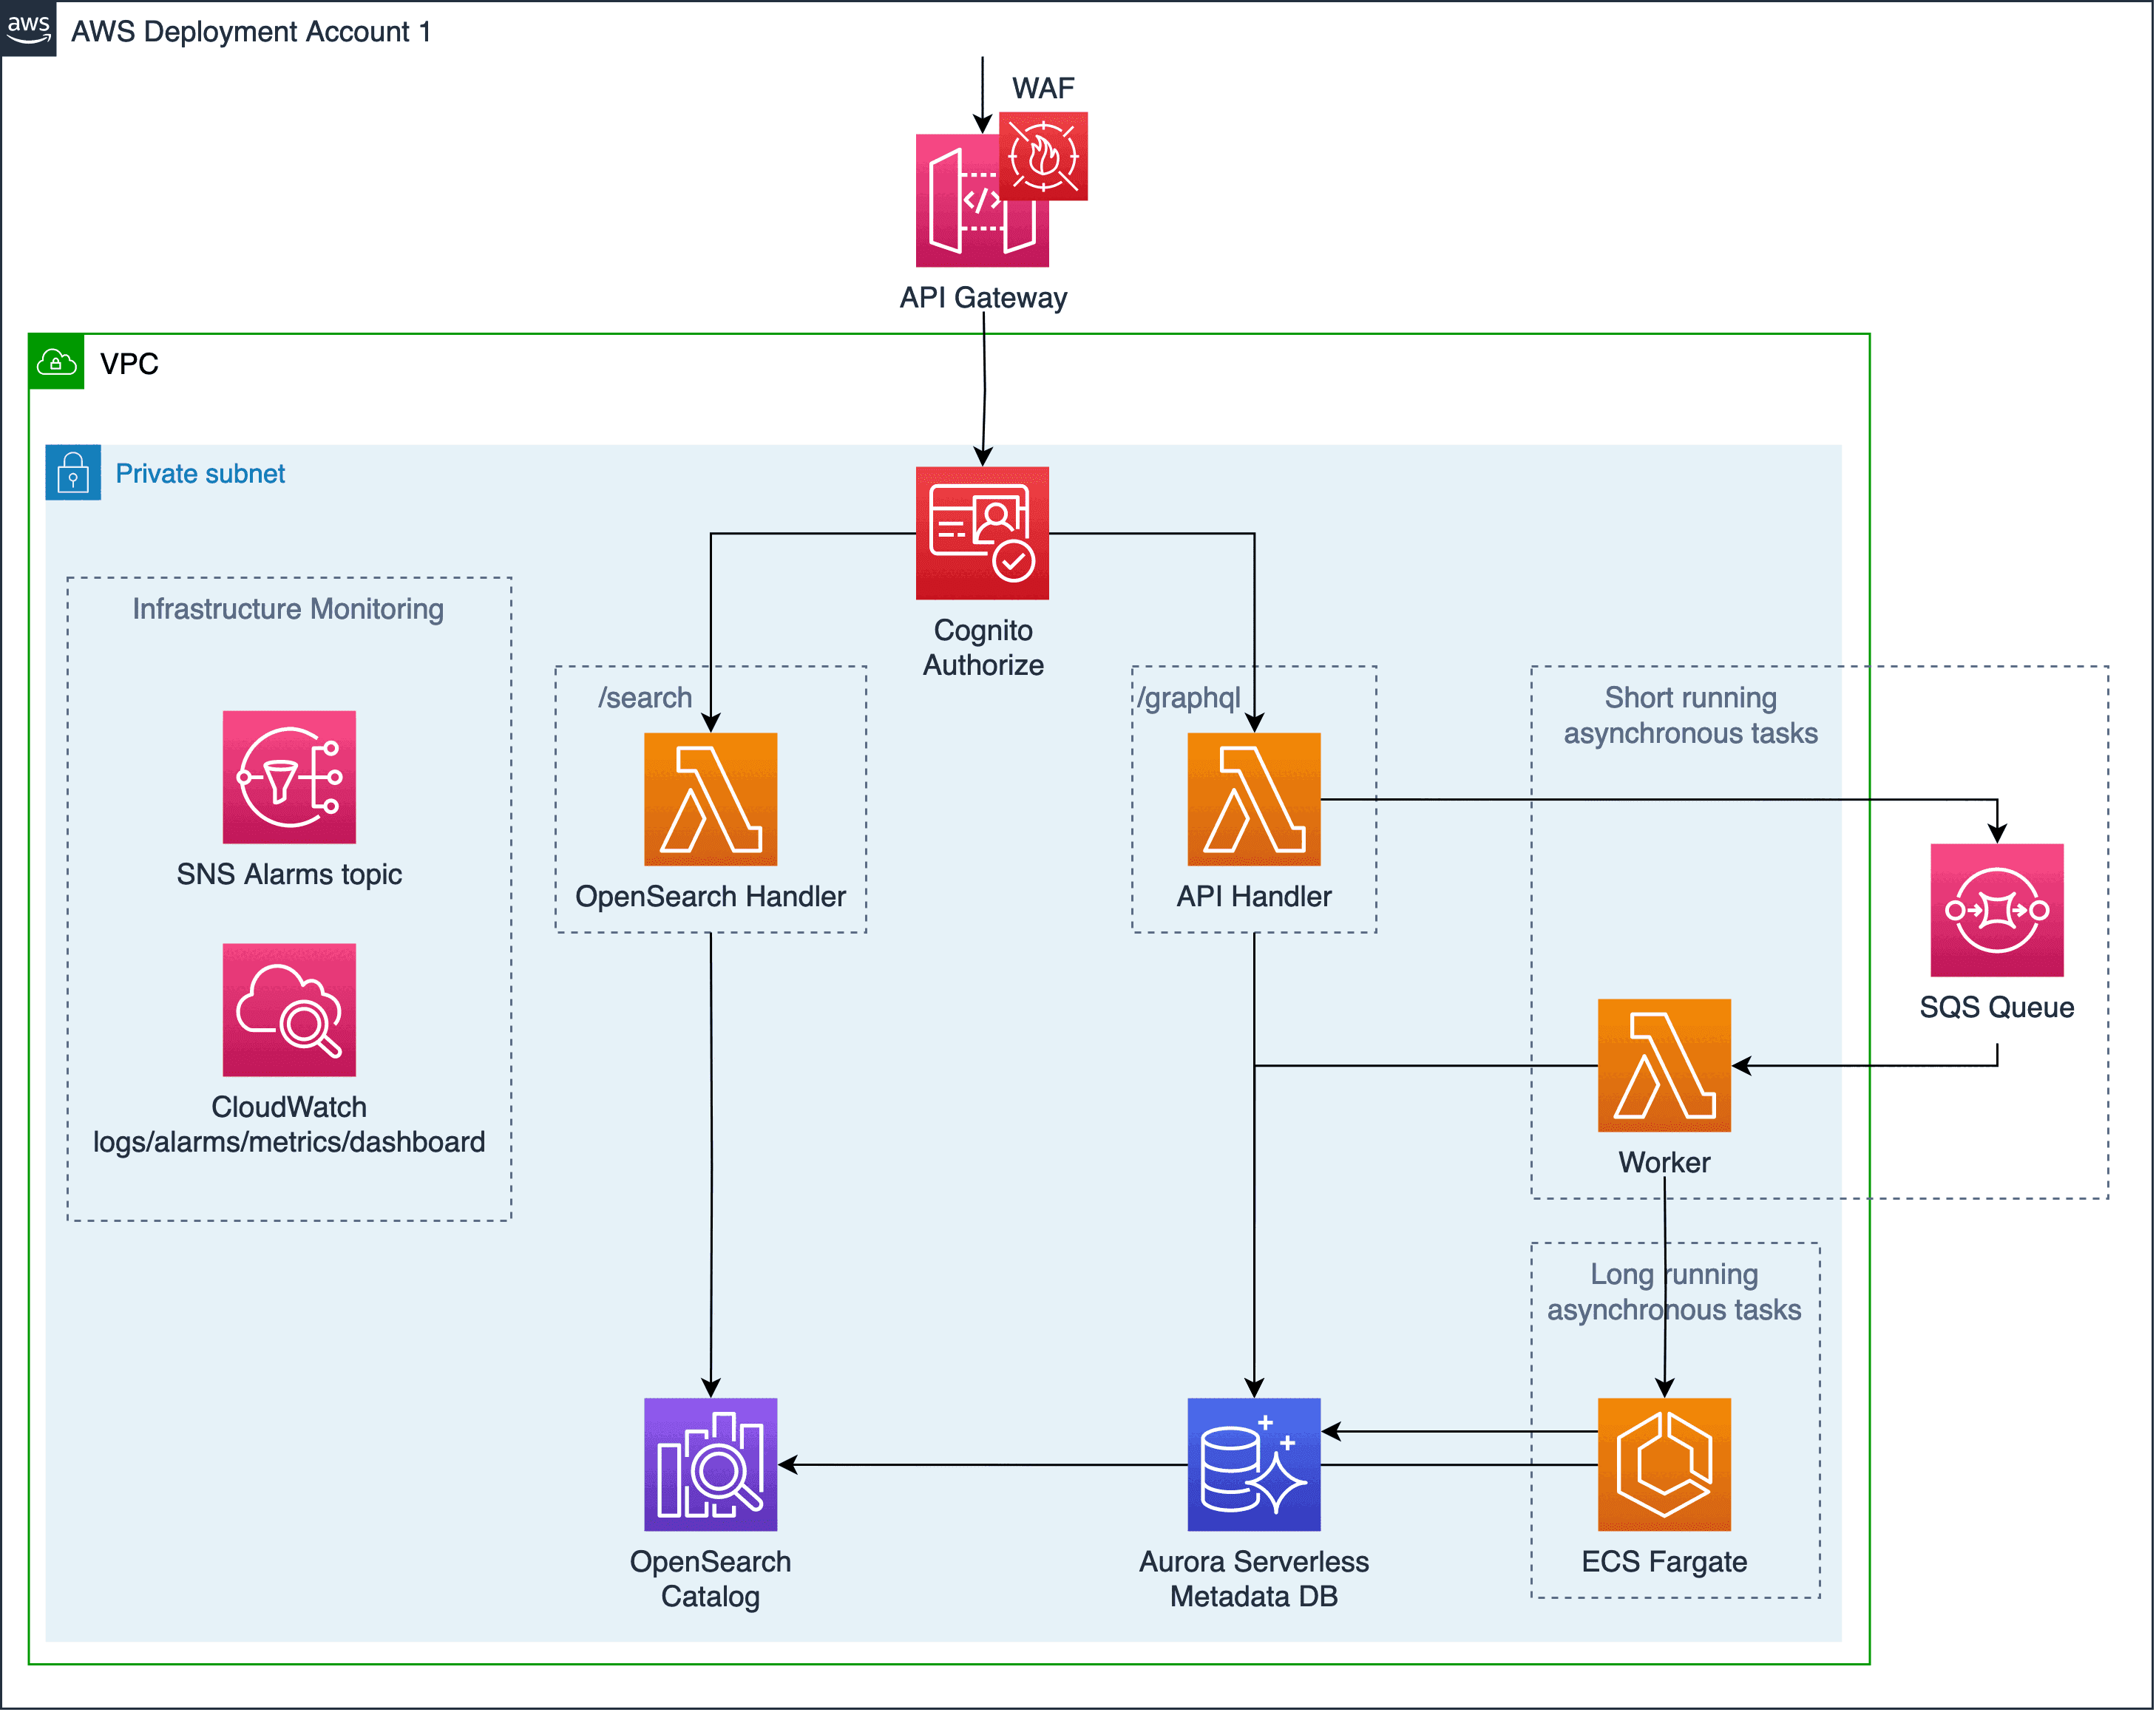 aws
AWS Deployment Account 1
WAF
API Gateway
VPC
Private subnet
Cognito
Authorize
Infrastructure Monitoring
SNS Alarms topic
CloudWatch
logs/alarms/metrics/dashboard
/search
OpenSearch Handler
/graphql
API Handler
Short running
asynchronous tasks
SQS Queue
Worker
Long running
asynchronous tasks
OpenSearch
Catalog
Aurora Serverless
Metadata DB
ECS Fargate